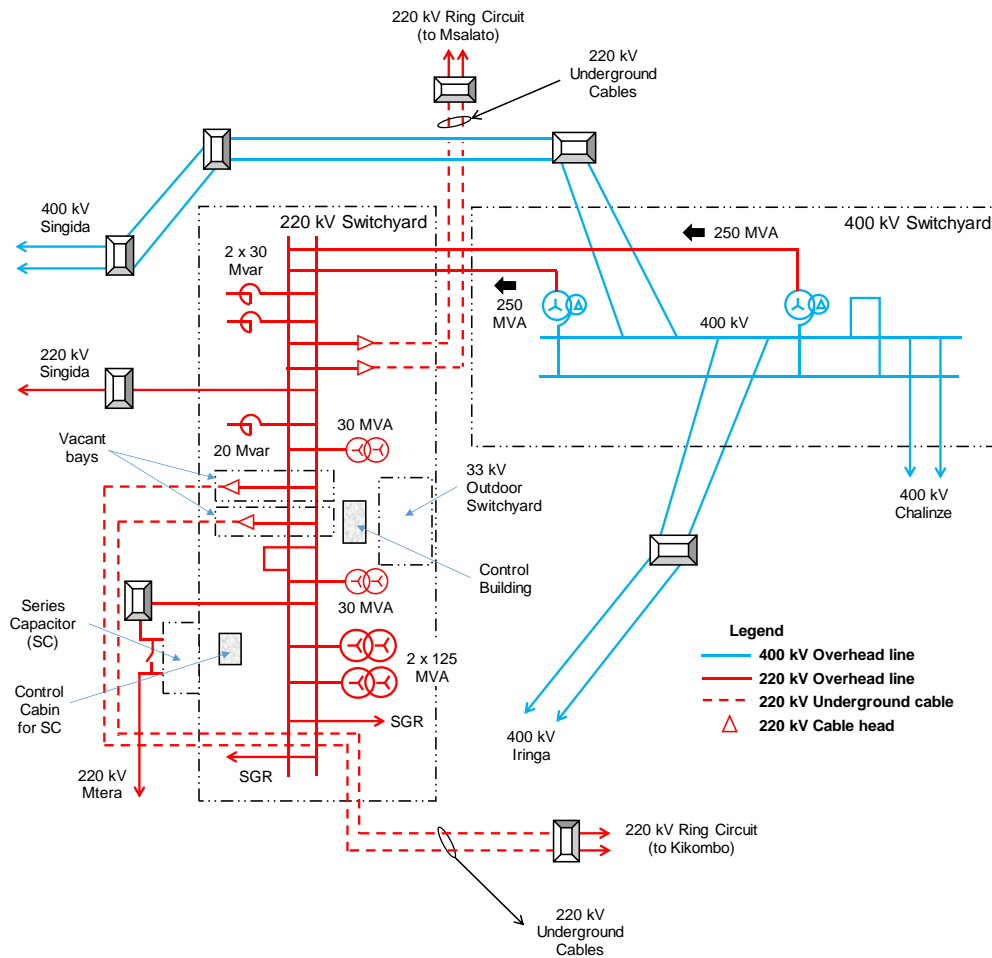 220 kV Ring Circuit
(to Msalato)
220 kV
Underground
Cables
400 kV
Singida
220 kV Switchyard
400 kV Switchyard
2 x 30
Mvar
250 MVA
250
MVA
400 kV
220 kV
Singida
Vacant
bays
20 Mvar
30 MVA
33 kV
Outdoor
Switchyard
400 kV
Chalinze
Control
Building
30 MVA
Series
Capacitor
(SC)
Control
Cabin
for SC
2 x 125
MVA
Legend
400 kV Overhead line
220 kV Overhead line
220 kV Underground cable
220 kV Cable head
SGR
SGR
400 kV
Iringa
220 kV
Mtera
220 kV Ring Circuit
(to Kikombo)
220 kV
Underground
Cables